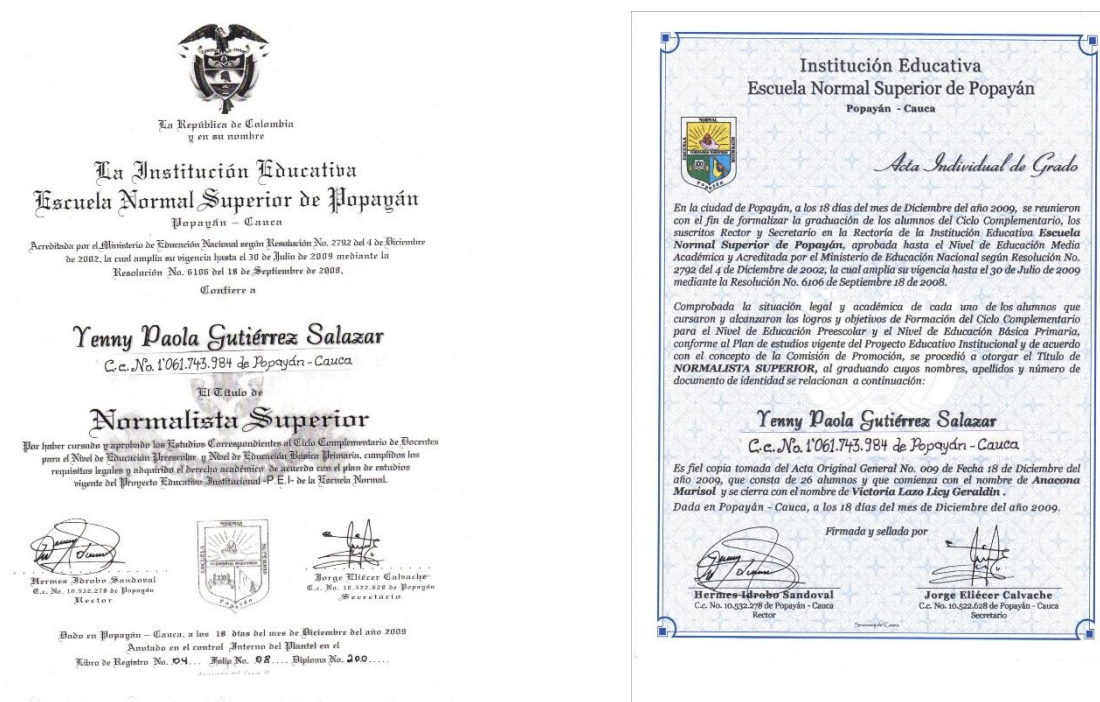 La República de Colombia
y en su nombre
La Institución Educativa
Escuela Normal Superior de Popayán
Popayán – Cauca
Acreditada por el Ministerio de Educación Nacional según Resolución No. 2792 del 4 de Diciembre
de 2002, la cual amplia su vigencia hasta el 30 de Julio de 2009 mediante la
Resolución No. 6106 del 18 de Septiembre de 2008,
Confiere a
Yenny Paola Gutiérrez Salazar
C.c. No. 1'061.743.984 de Popayán - Cauca
El Título de
Normalista Superior
Por haber cursado y aprobado los Estudios Correspondientes al Ciclo Complementario de Docentes
para el Nivel de Educación Preescolar y Nivel de Educación Básica Primaria, cumplidos los
requisitos legales y adquirido el derecho académico de acuerdo con el plan de estudios
vigente del Proyecto Educativo Institucional -P.E.I- de la Escuela Normal.
NORMAL
SUPERIOR
ESCUELA
Popayán
Hermes Idrobo Sandoval
C.c. No. 10.532.278 de Popayán
Rector
Jorge Eliécer Calvache
C.c. No. 10.522.628 de Popayán
Secretario
Dado en Popayán – Cauca, a los 18 días del mes de Diciembre del año 2009
Anotado en el control Interno del Plantel en el
Libro de Registro No. 04... Folio No. 08.... Diploma No. 200.....
Institución Educativa
Escuela Normal Superior de Popayán
Popayán - Cauca
NORMAL
ESCUELA
SUPERIOR
Popayán
Acta Individual de Grado
En la ciudad de Popayán, a los 18 días del mes de Diciembre del año 2009, se reunieron
con el fin de formalizar la graduación de los alumnos del Ciclo Complementario, los
suscritos Rector y Secretario en la Rectoría de la Institución Educativa Escuela
Normal Superior de Popayán, aprobada hasta el Nivel de Educación Media
Académica y Acreditada por el Ministerio de Educación Nacional según Resolución No.
2792 del 4 de Diciembre de 2002, la cual amplia su vigencia hasta el 30 de Julio de 2009
mediante la Resolución No. 6106 de Septiembre 18 de 2008.
Comprobada la situación legal y académica de cada uno de los alumnos que
cursaron y alcanzaron los logros y objetivos de Formación del Ciclo Complementario
para el Nivel de Educación Preescolar y el Nivel de Educación Básica Primaria,
conforme al Plan de estudios vigente del Proyecto Educativo Institucional y de acuerdo
con el concepto de la Comisión de Promoción, se procedió a otorgar el Título de
NORMALISTA SUPERIOR, al graduando cuyos nombres, apellidos y número de
documento de identidad se relacionan a continuación:
Yenny Paola Gutiérrez Salazar
C.c. No. 1'061.743.984 de Popayán - Cauca
Es fiel copia tomada del Acta Original General No. 009 de Fecha 18 de Diciembre del
año 2009, que consta de 26 alumnos y que comienza con el nombre de Anacona
Marisol y se cierra con el nombre de Victoria Lazo Licy Geraldin .
Dada en Popayán - Cauca, a los 18 días del mes de Diciembre del año 2009.
Firmada y sellada por
Hermes Idrobo Sandoval
C.c. No. 10.532.278 de Popayán - Cauca
Rector
Jorge Eliécer Calvache
C.c. No. 10.522.628 de Popayán - Cauca
Secretario